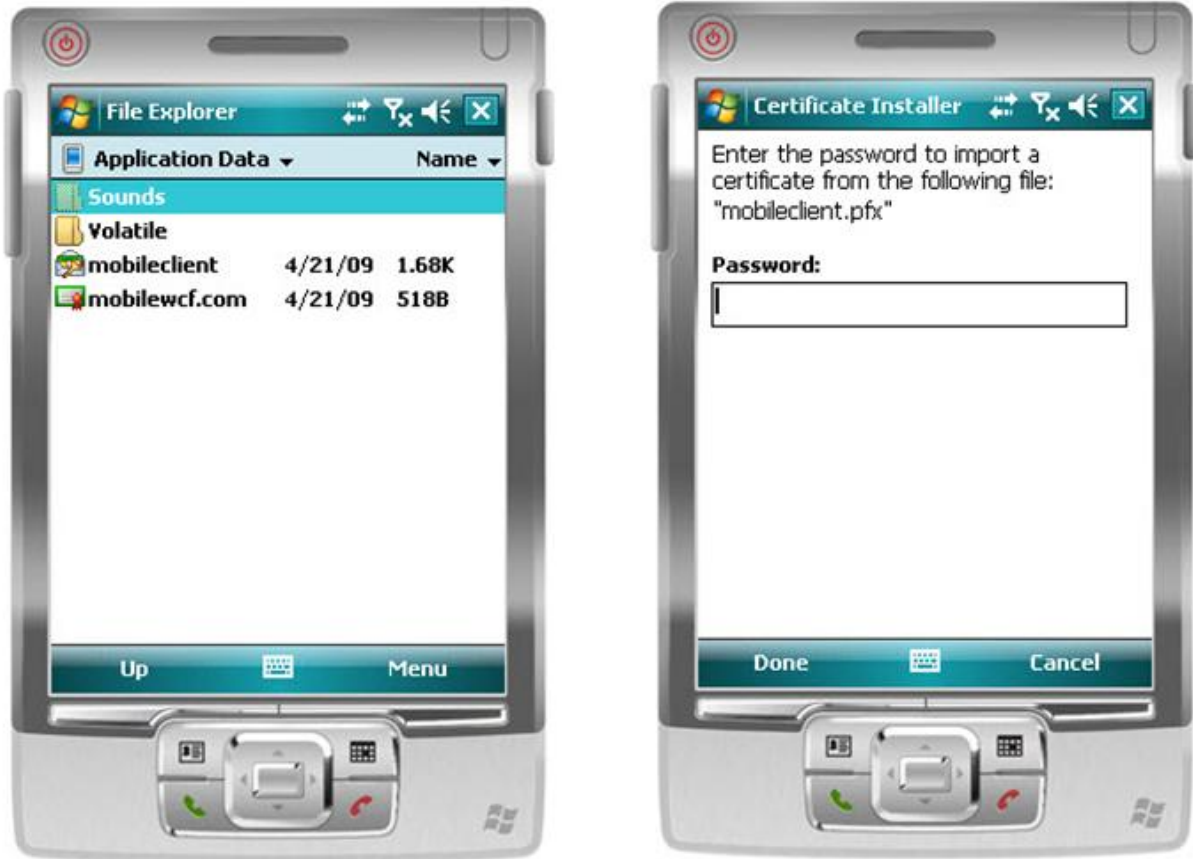 File Explorer
Application Data
Name
Sounds
Volatile
mobileclient 4/21/09 1.68K
mobilewcf.com 4/21/09 518B
Up
Menu
Certificate Installer
Enter the password to import a
certificate from the following file:
"mobileclient.pfx"
Password:
Done
Cancel